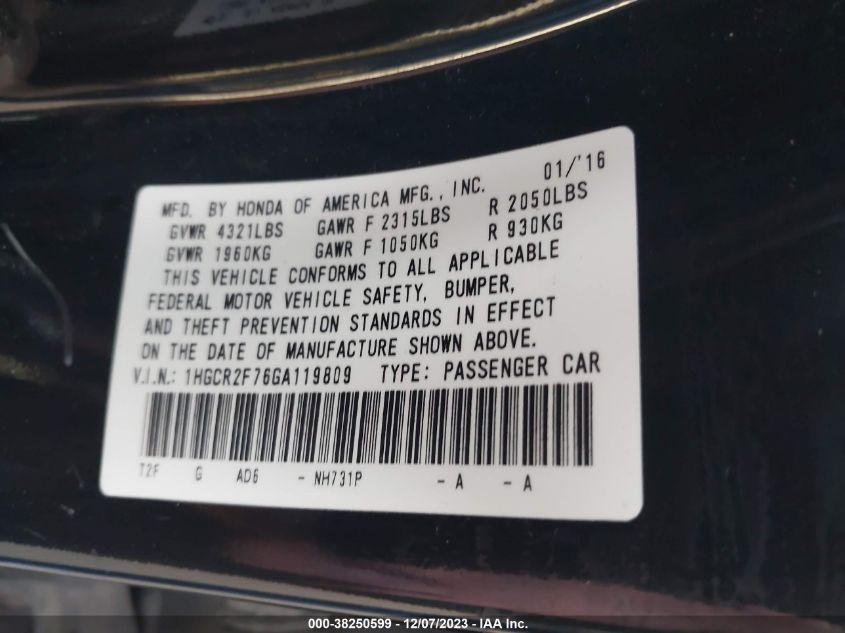 01/'16
MFD. BY HONDA OF AMERICA MFG., INC.
GVWR 4321LBS GAWR F 2315LBS R 2050LBS
GVWR 1960KG GAWR F 1050KG R 930KG
THIS VEHICLE CONFORMS TO ALL APPLICABLE
FEDERAL MOTOR VEHICLE SAFETY, BUMPER,
AND THEFT PREVENTION STANDARDS IN EFFECT
ON THE DATE OF MANUFACTURE SHOWN ABOVE.
V.I.N.: 1HGCR2F76GA119809 TYPE: PASSENGER CAR
T2F G AD6 - NH731P - A - A
000-38250599 - 12/07/2023 - IAA Inc.